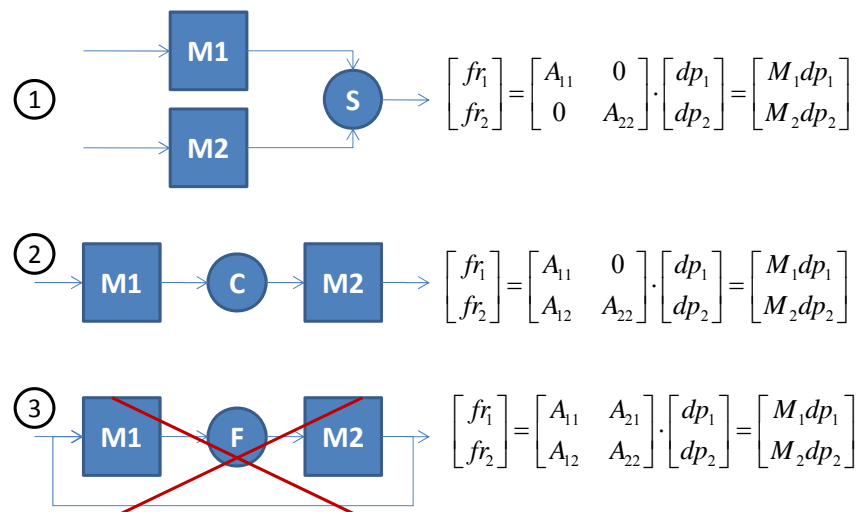 1
M1
M2
S
[fr₁ fr₂] = [A₁₁ 0 0 A₂₂] · [dp₁ dp₂] = [M₁dp₁ M₂dp₂]
2
M1
C
M2
[fr₁ fr₂] = [A₁₁ 0 A₁₂ A₂₂] · [dp₁ dp₂] = [M₁dp₁ M₂dp₂]
3
M1
F
M2
[fr₁ fr₂] = [A₁₁ A₂₁ A₁₂ A₂₂] · [dp₁ dp₂] = [M₁dp₁ M₂dp₂]